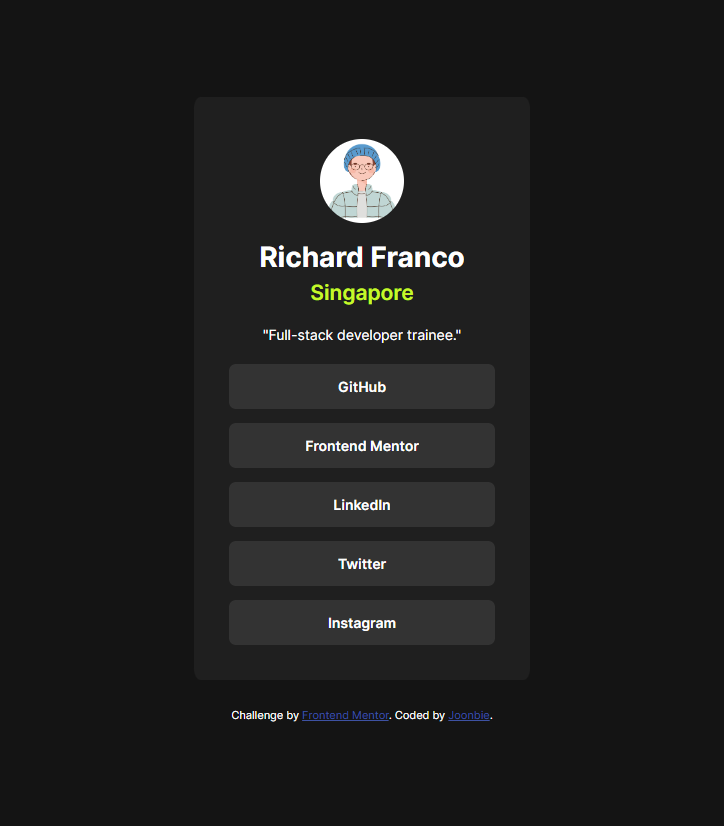 Richard Franco
Singapore
"Full-stack developer trainee."
GitHub
Frontend Mentor
LinkedIn
Twitter
Instagram
Challenge by Frontend Mentor. Coded by Joonbie.